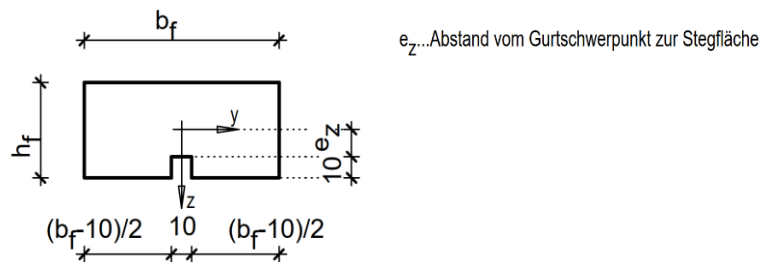 b_f
e_z...Abstand vom Gurtschwerpunkt zur Stegfläche
h_f
y
e_z
10
z
(b_f-10)/2 10 (b_f-10)/2